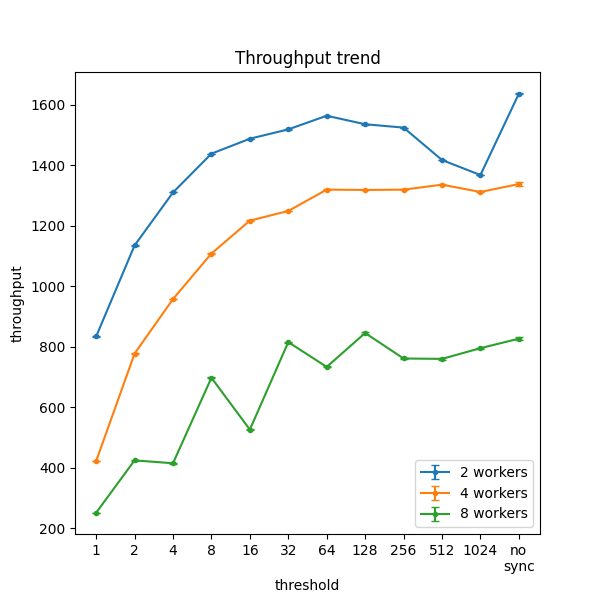 Throughput trend
throughput
1600
1400
1200
1000
800
600
400
200
1 2 4 8 16 32 64 128 256 512 1024 no
sync
threshold
2 workers
4 workers
8 workers